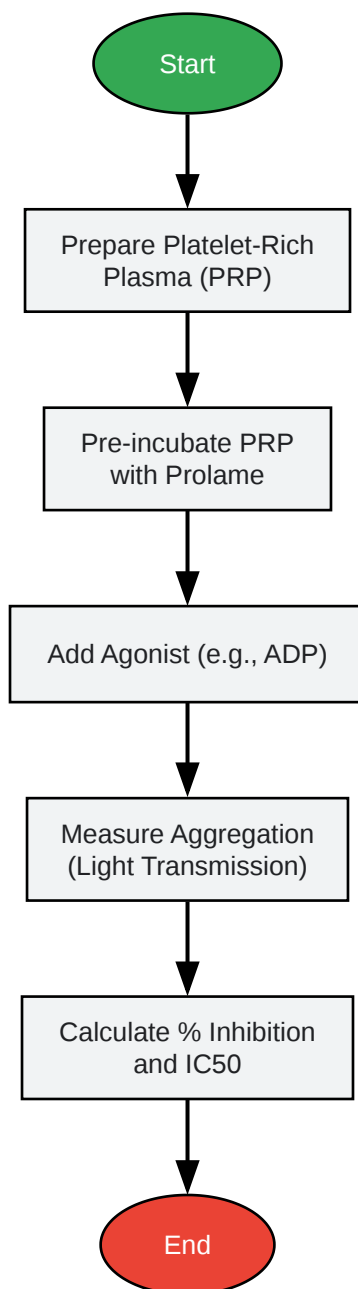 Start
Prepare Platelet-Rich
Plasma (PRP)
Pre-incubate PRP
with Prolame
Add Agonist (e.g., ADP)
Measure Aggregation
(Light Transmission)
Calculate % Inhibition
and IC50
End